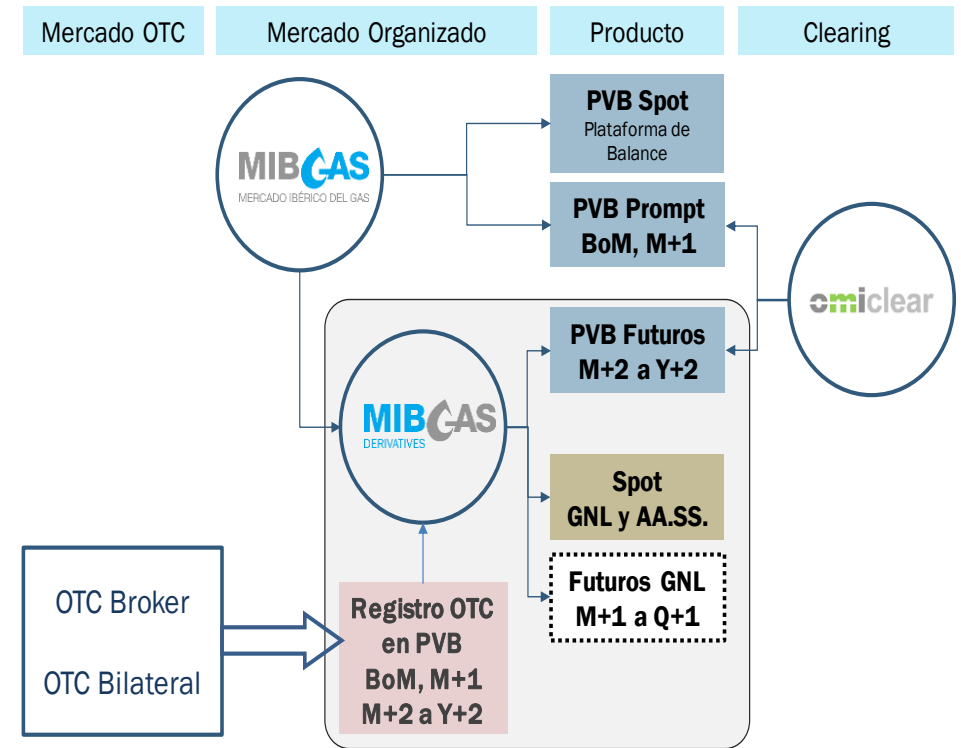 Mercado OTC
Mercado Organizado
Producto
Clearing
MIBGAS
MERCADO IBÉRICO DEL GAS
PVB Spot
Plataforma de
Balance
PVB Prompt
BoM, M+1
omiclear
PVB Futuros
M+2 a Y+2
MIBGAS
DERIVATIVES
Spot
GNL y AA.SS.
Futuros GNL
M+1 a Q+1
OTC Broker
OTC Bilateral
Registro OTC
en PVB
BoM, M+1
M+2 a Y+2